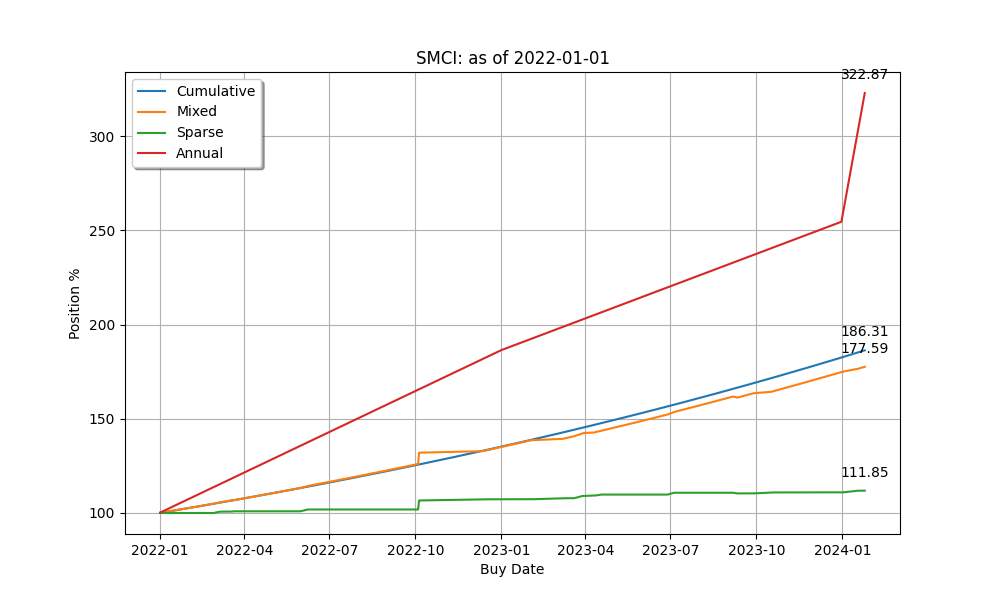 SMCI: as of 2022-01-01
322.87
Cumulative
Mixed
Sparse
Annual
300
250
200
150
100
Position %
186.31
177.59
111.85
2022-01 2022-04 2022-07 2022-10 2023-01 2023-04 2023-07 2023-10 2024-01
Buy Date